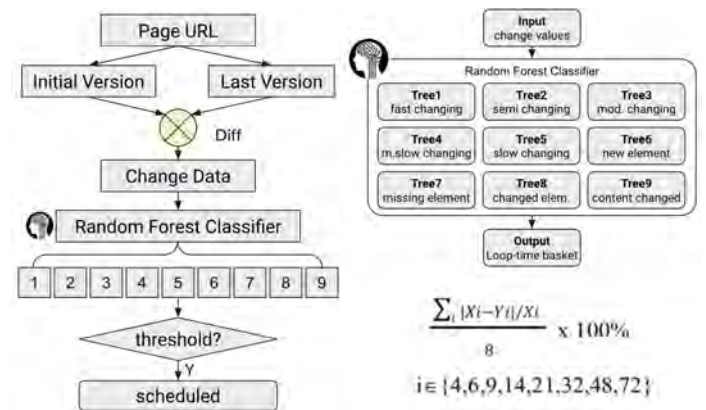 Page URL
Initial Version
Last Version
Diff
Change Data
Random Forest Classifier
1 2 3 4 5 6 7 8 9
threshold?
Y
scheduled
Input
change values
Random Forest Classifier
Tree1
fast changing
Tree2
semi changing
Tree3
mod. changing
Tree4
m.slow changing
Tree5
slow changing
Tree6
new element
Tree7
missing element
Tree8
changed elem.
Tree9
content changed
Output
Loop-time basket
∑i |Xi−Yi|/Xi
8
x 100%
i∈{4,6,9,14,21,32,48,72}